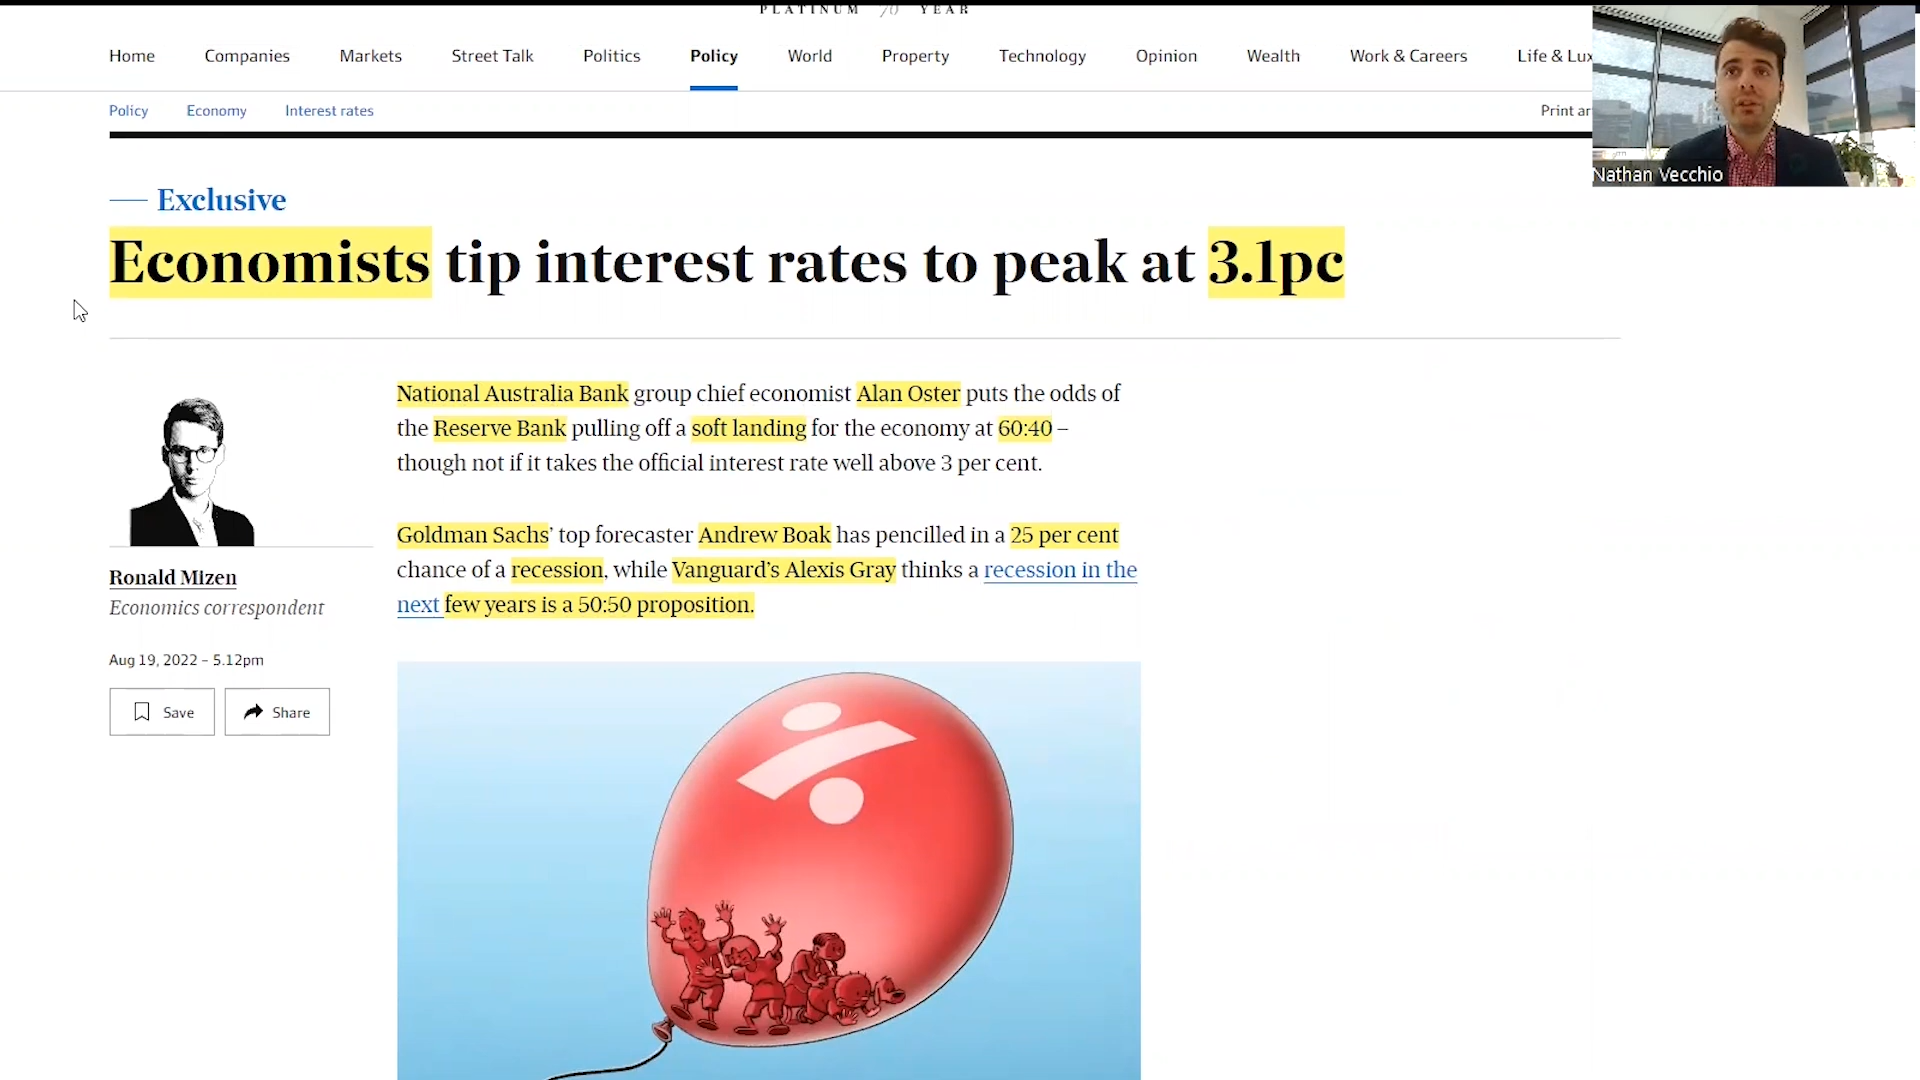 PLATINUM 70 YEAR
Home Companies Markets Street Talk Politics Policy World Property Technology Opinion Wealth Work & Careers Life & Lux
Policy Economy Interest rates Print ar
Nathan Vecchio
Exclusive
Economists tip interest rates to peak at 3.1pc
National Australia Bank group chief economist Alan Oster puts the odds of
the Reserve Bank pulling off a soft landing for the economy at 60:40 –
though not if it takes the official interest rate well above 3 per cent.
Goldman Sachs’ top forecaster Andrew Boak has pencilled in a 25 per cent
chance of a recession, while Vanguard’s Alexis Gray thinks a recession in the
next few years is a 50:50 proposition.
Ronald Mizen
Economics correspondent
Aug 19, 2022 – 5.12pm
Save Share